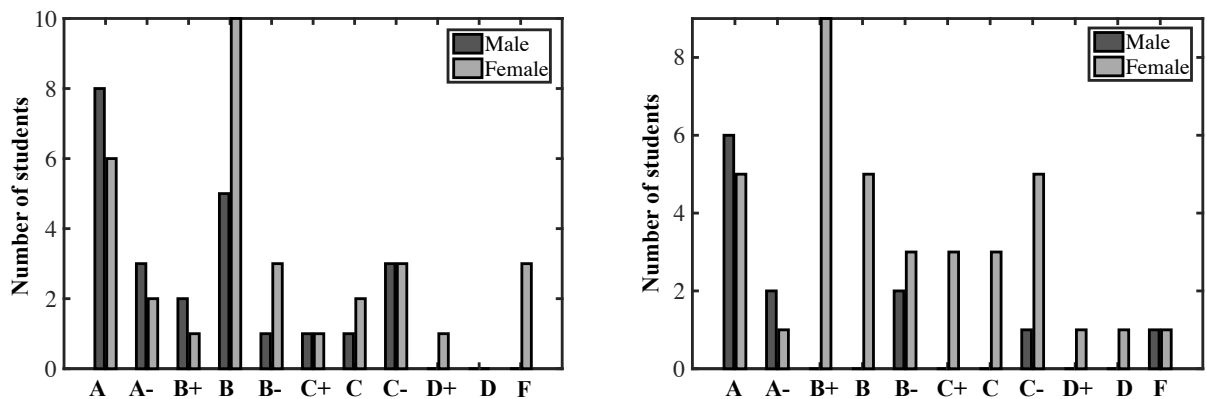 10
8
6
4
2
0
Number of students
Male
Female
A A- B+ B B- C+ C C- D+ D F
8
6
4
2
0
Number of students
Male
Female
A A- B+ B B- C+ C C- D+ D F